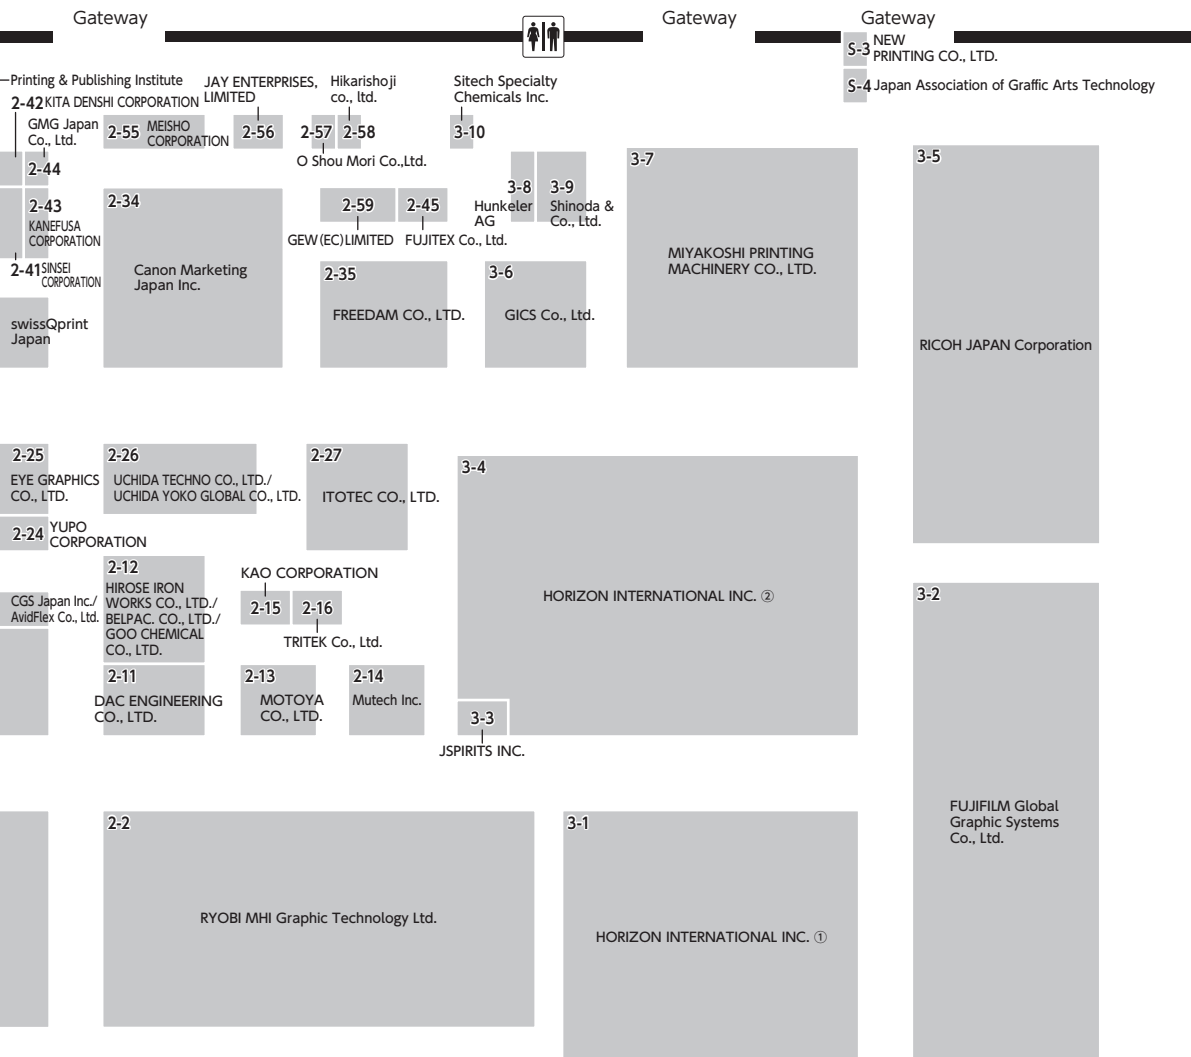 Gateway
Gateway
Gateway
S-3 NEW
PRINTING CO., LTD.
S-4 Japan Association of Graffic Arts Technology
Printing & Publishing Institute
2-42 KITA DENSHI CORPORATION
GMG Japan
Co., Ltd.
2-44
2-55 MEISHO
CORPORATION
JAY ENTERPRISES,
LIMITED
2-56
Hikarishoji
co., ltd.
2-57
2-58
O Shou Mori Co.,Ltd.
Sitech Specialty
Chemicals Inc.
3-10
2-43
KANEFUSA
CORPORATION
2-41 SINSEI
CORPORATION
swissQprint
Japan
2-34
Canon Marketing
Japan Inc.
2-59
GEW (EC) LIMITED
2-45
FUJITEX Co., Ltd.
3-8
Hunkeler
AG
3-9
Shinoda &
Co., Ltd.
2-35
FREEDAM CO., LTD.
3-6
GICS Co., Ltd.
3-7
MIYAKOSHI PRINTING
MACHINERY CO., LTD.
3-5
RICOH JAPAN Corporation
2-25
EYE GRAPHICS
CO., LTD.
2-24 YUPO
CORPORATION
2-26
UCHIDA TECHNO CO., LTD./
UCHIDA YOKO GLOBAL CO., LTD.
2-27
ITOTEC CO., LTD.
3-4
HORIZON INTERNATIONAL INC. ②
CGS Japan Inc./
AvidFlex Co., Ltd.
2-12
HIROSE IRON
WORKS CO., LTD./
BELPAC. CO., LTD./
GOO CHEMICAL
CO., LTD.
KAO CORPORATION
2-15
2-16
TRITEK Co., Ltd.
2-11
DAC ENGINEERING
CO., LTD.
2-13
MOTOYA
CO., LTD.
2-14
Mutech Inc.
3-3
JSPIRITS INC.
3-2
FUJIFILM Global
Graphic Systems
Co., Ltd.
2-2
RYOBI MHI Graphic Technology Ltd.
3-1
HORIZON INTERNATIONAL INC. ①